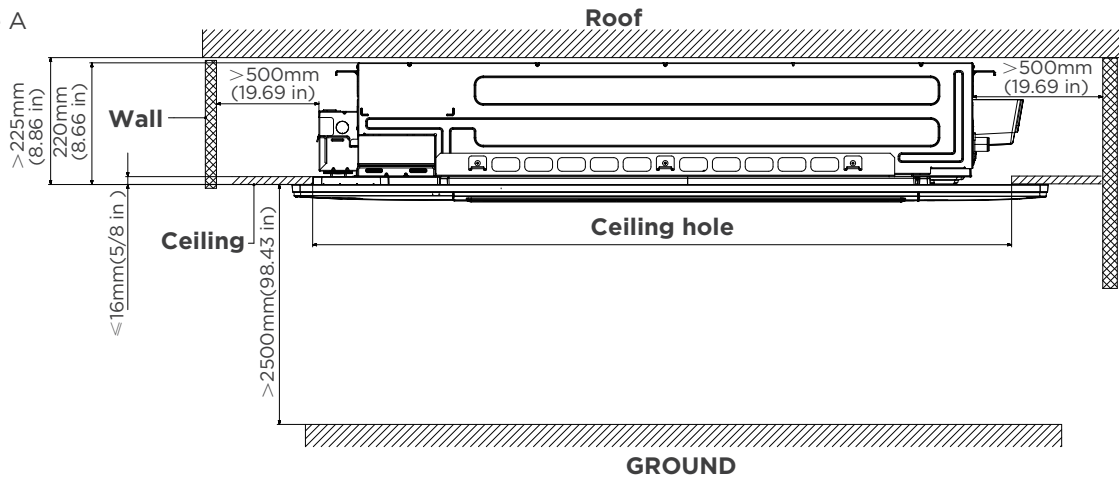 A
Roof
>500mm
(19.69 in)
>500mm
(19.69 in)
>225mm
(8.86 in)
220mm
(8.66 in)
Wall
Ceiling
Ceiling hole
≤16mm(5/8 in )
>2500mm(98.43 in)
GROUND